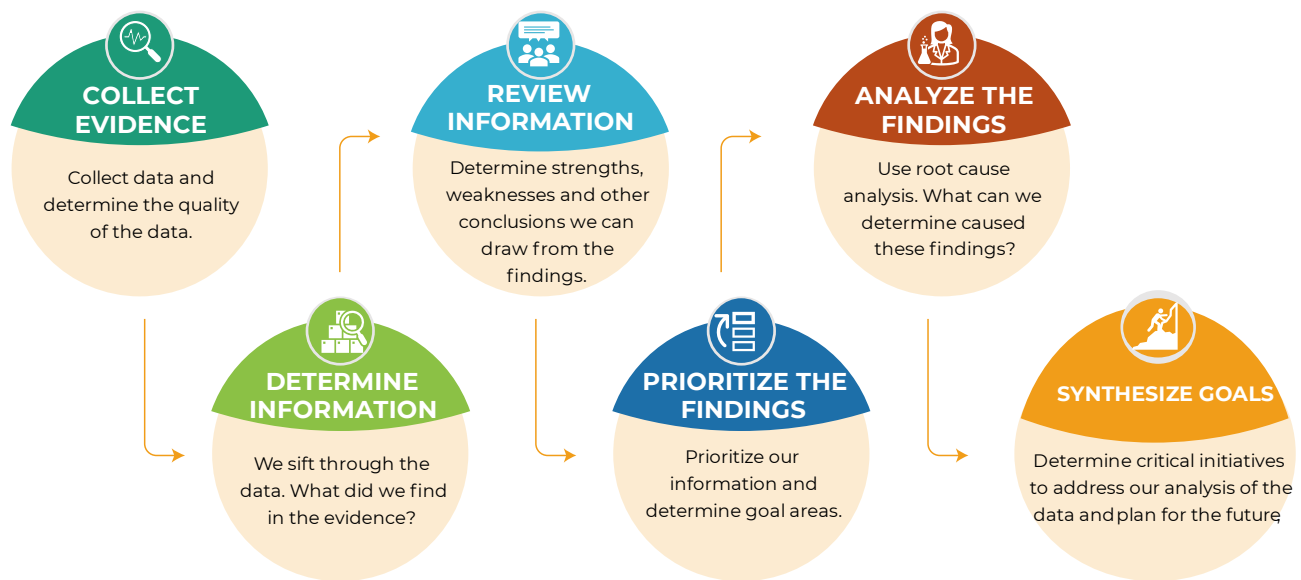 COLLECT
EVIDENCE
Collect data and
determine the quality
of the data.
DETERMINE
INFORMATION
We sift through the
data. What did we find
in the evidence?
REVIEW
INFORMATION
Determine strengths,
weaknesses and other
conclusions we can
draw from the
findings.
PRIORITIZE THE
FINDINGS
Prioritize our
information and
determine goal areas.
ANALYZE THE
FINDINGS
Use root cause
analysis. What can we
determine caused
these findings?
SYNTHESIZE GOALS
Determine critical initiatives
to address our analysis of the
data and plan for the future;